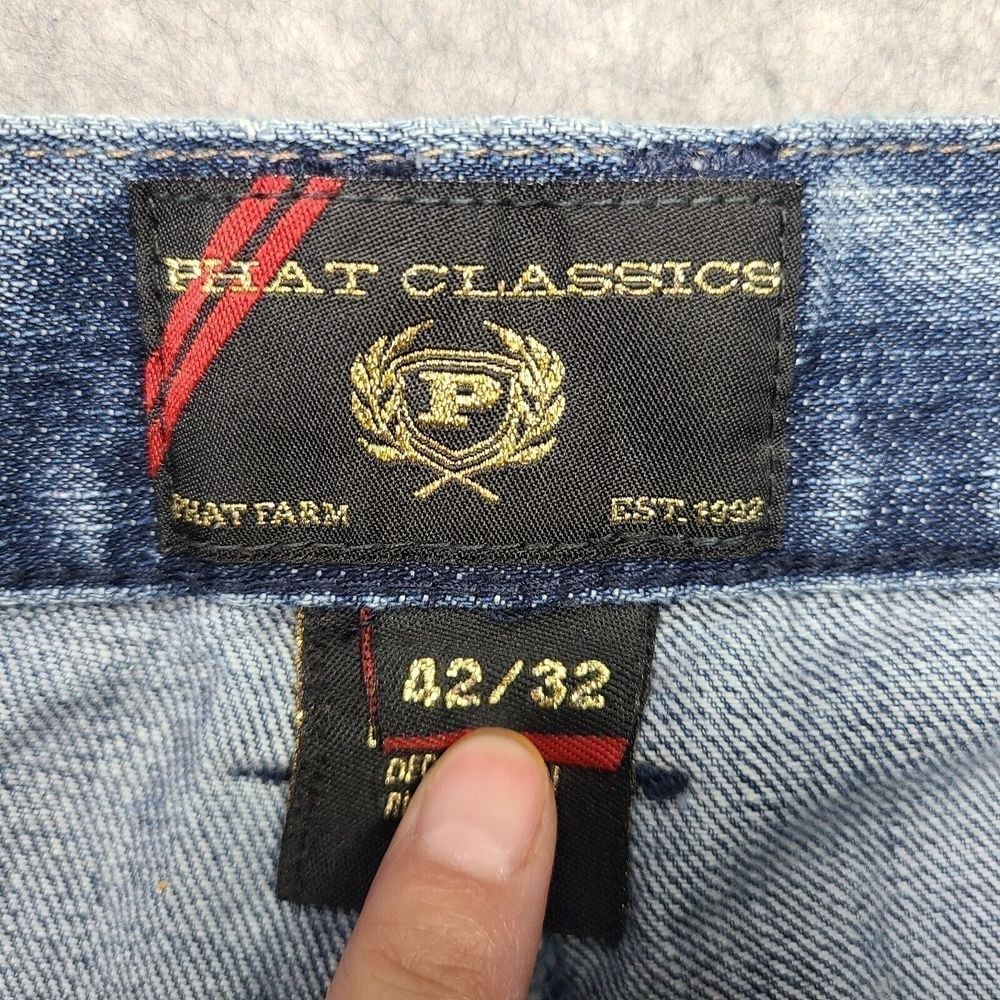 PHAT CLASSICS
P
PHAT FARM
EST. 1992
42/32